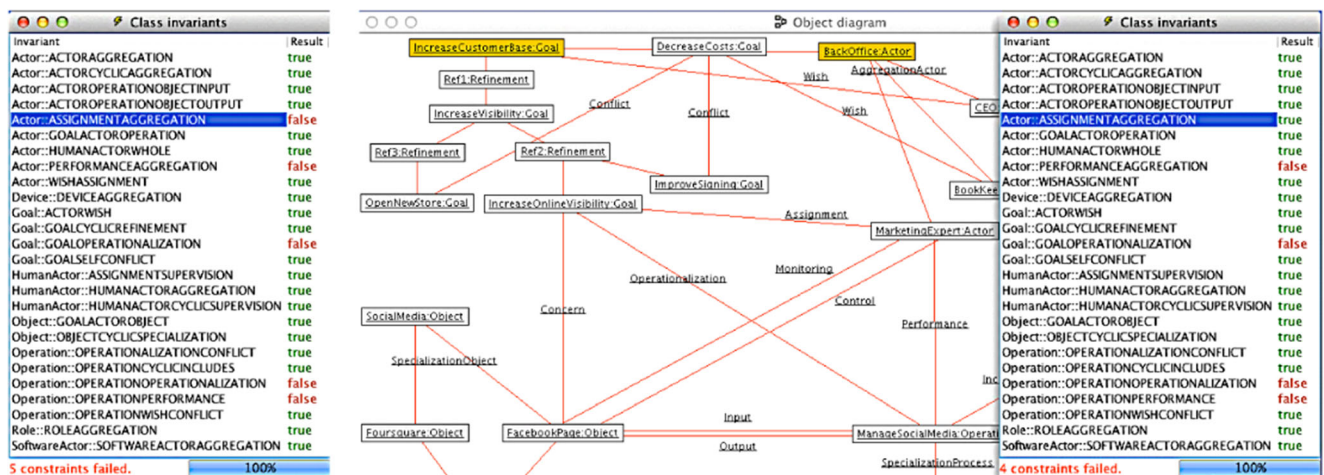 Class invariants
Invariant Result
Actor::ACTORAGGREGATION true
Actor::ACTORCYCLICAGGREGATION true
Actor::ACTOROPERATIONOBJECTINPUT true
Actor::ACTOROPERATIONOBJECTOUTPUT true
Actor::ASSIGNMENTAGGREGATION false
Actor::GOALACTOROPERATION true
Actor::HUMANACTORWHOLE true
Actor::PERFORMANCEAGGREGATION false
Actor::WISHASSIGNMENT true
Device::DEVICEAGGREGATION true
Goal::ACTORWISH true
Goal::GOALCYCLICREFINEMENT true
Goal::GOALOPERATIONALIZATION false
Goal::GOALSELFCONFLICT true
HumanActor::ASSIGNMENTSUPERVISION true
HumanActor::HUMANACTORAGGREGATION true
HumanActor::HUMANACTORCYCLICSUPERVISION true
Object::GOALACTOROBJECT true
Object::OBJECTCYCLICSPECIALIZATION true
Operation::OPERATIONALIZATIONCONFLICT true
Operation::OPERATIONCYCLICINCLUDES true
Operation::OPERATIONOPERATIONALIZATION false
Operation::OPERATIONPERFORMANCE false
Operation::OPERATIONWISHCONFLICT true
Role::ROLEAGGREGATION true
SoftwareActor::SOFTWAREACTORAGGREGATION true
5 constraints failed. 100%
Object diagram
IncreaseCustomerBase:Goal
DecreaseCosts:Goal
BackOffice:Actor
AggregationActor
Ref1:Refinement
Wish
Conflict
Conflict
Wish
CEO
IncreaseVisibility:Goal
Ref3:Refinement
Ref2:Refinement
ImproveSigning:Goal
BookKee
OpenNewStore:Goal
IncreaseOnlineVisibility:Goal
Assignment
MarketingExpert:Actor
Operationalization
Monitoring
Control
Concern
SocialMedia:Object
Performance
SpecializationObject
Inc
Input
Foursquare:Object
FacebookPage:Object
ManageSocialMedia:Operati
Output
SpecializationProcess
Class invariants
Invariant Result
Actor::ACTORAGGREGATION true
Actor::ACTORCYCLICAGGREGATION true
Actor::ACTOROPERATIONOBJECTINPUT true
Actor::ACTOROPERATIONOBJECTOUTPUT true
Actor::ASSIGNMENTAGGREGATION true
Actor::GOALACTOROPERATION true
Actor::HUMANACTORWHOLE true
Actor::PERFORMANCEAGGREGATION false
Actor::WISHASSIGNMENT true
Device::DEVICEAGGREGATION true
Goal::ACTORWISH true
Goal::GOALCYCLICREFINEMENT true
Goal::GOALOPERATIONALIZATION false
Goal::GOALSELFCONFLICT true
HumanActor::ASSIGNMENTSUPERVISION true
HumanActor::HUMANACTORAGGREGATION true
HumanActor::HUMANACTORCYCLICSUPERVISION true
Object::GOALACTOROBJECT true
Object::OBJECTCYCLICSPECIALIZATION true
Operation::OPERATIONALIZATIONCONFLICT true
Operation::OPERATIONCYCLICINCLUDES true
Operation::OPERATIONOPERATIONALIZATION false
Operation::OPERATIONPERFORMANCE false
Operation::OPERATIONWISHCONFLICT true
Role::ROLEAGGREGATION true
SoftwareActor::SOFTWAREACTORAGGREGATION true
4 constraints failed. 100%